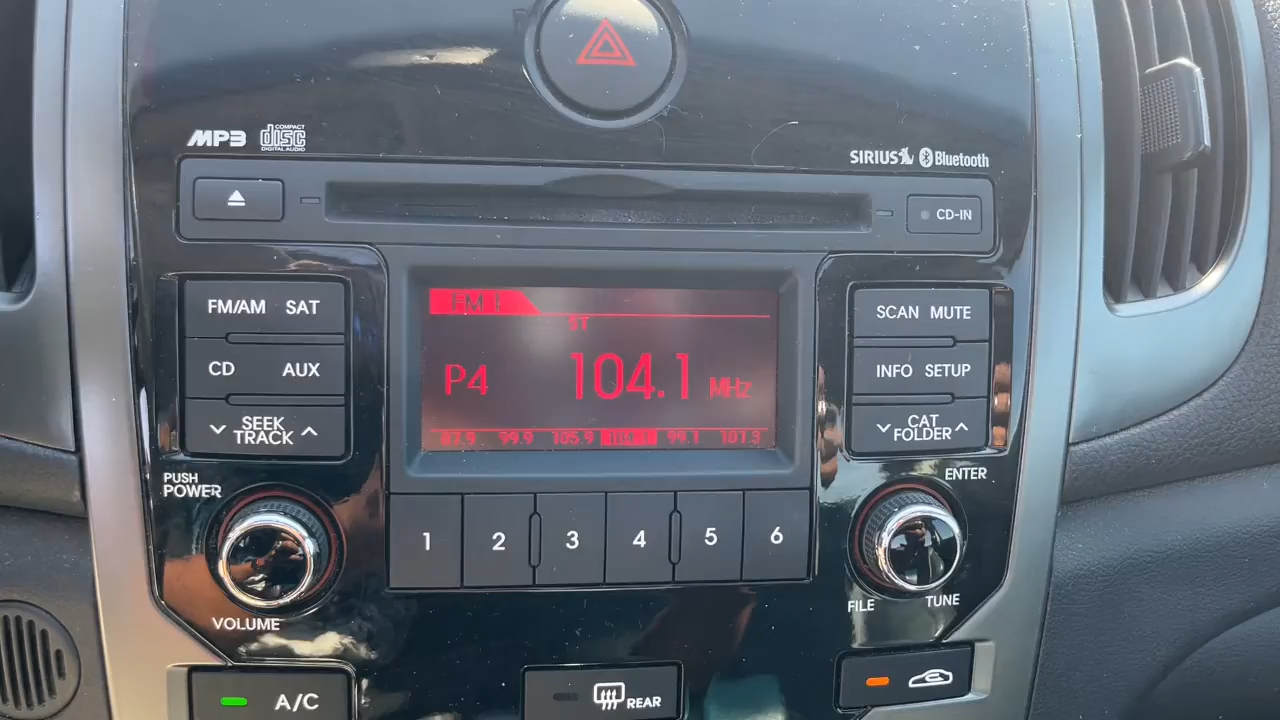 MP3
COMPACT
disc
DIGITAL AUDIO
SIRIUS Bluetooth
CD-IN
FM/AM SAT
CD AUX
SEEK
TRACK
FM 1
ST
P4 104.1 MHz
87.9 99.9 105.9 104.1 99.1 101.3
SCAN MUTE
INFO SETUP
CAT
FOLDER
PUSH
POWER
VOLUME
1 2 3 4 5 6
ENTER
FILE TUNE
A/C
REAR